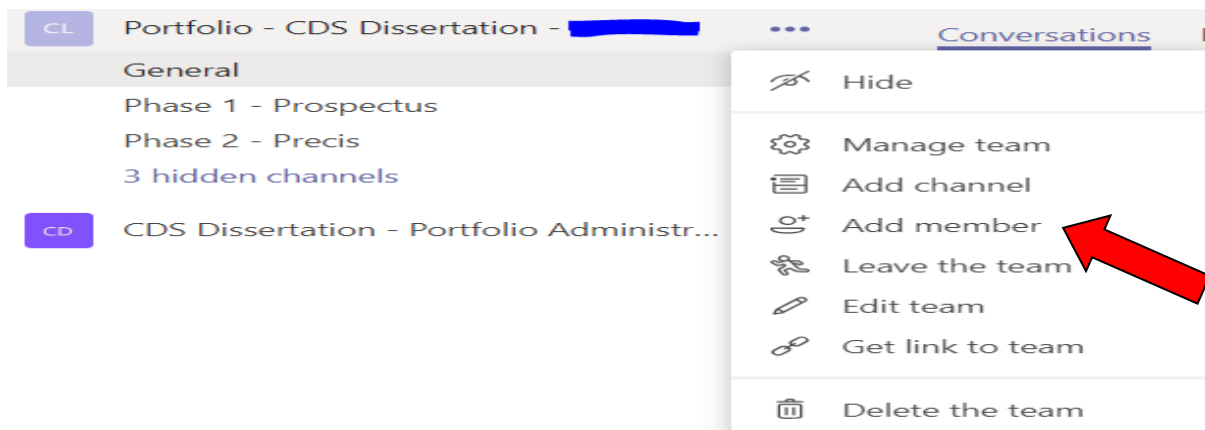 CL Portfolio - CDS Dissertation - ••• Conversations
General
Phase 1 - Prospectus
Phase 2 - Precis
3 hidden channels
CD CDS Dissertation - Portfolio Administr...
Hide
Manage team
Add channel
Add member
Leave the team
Edit team
Get link to team
Delete the team